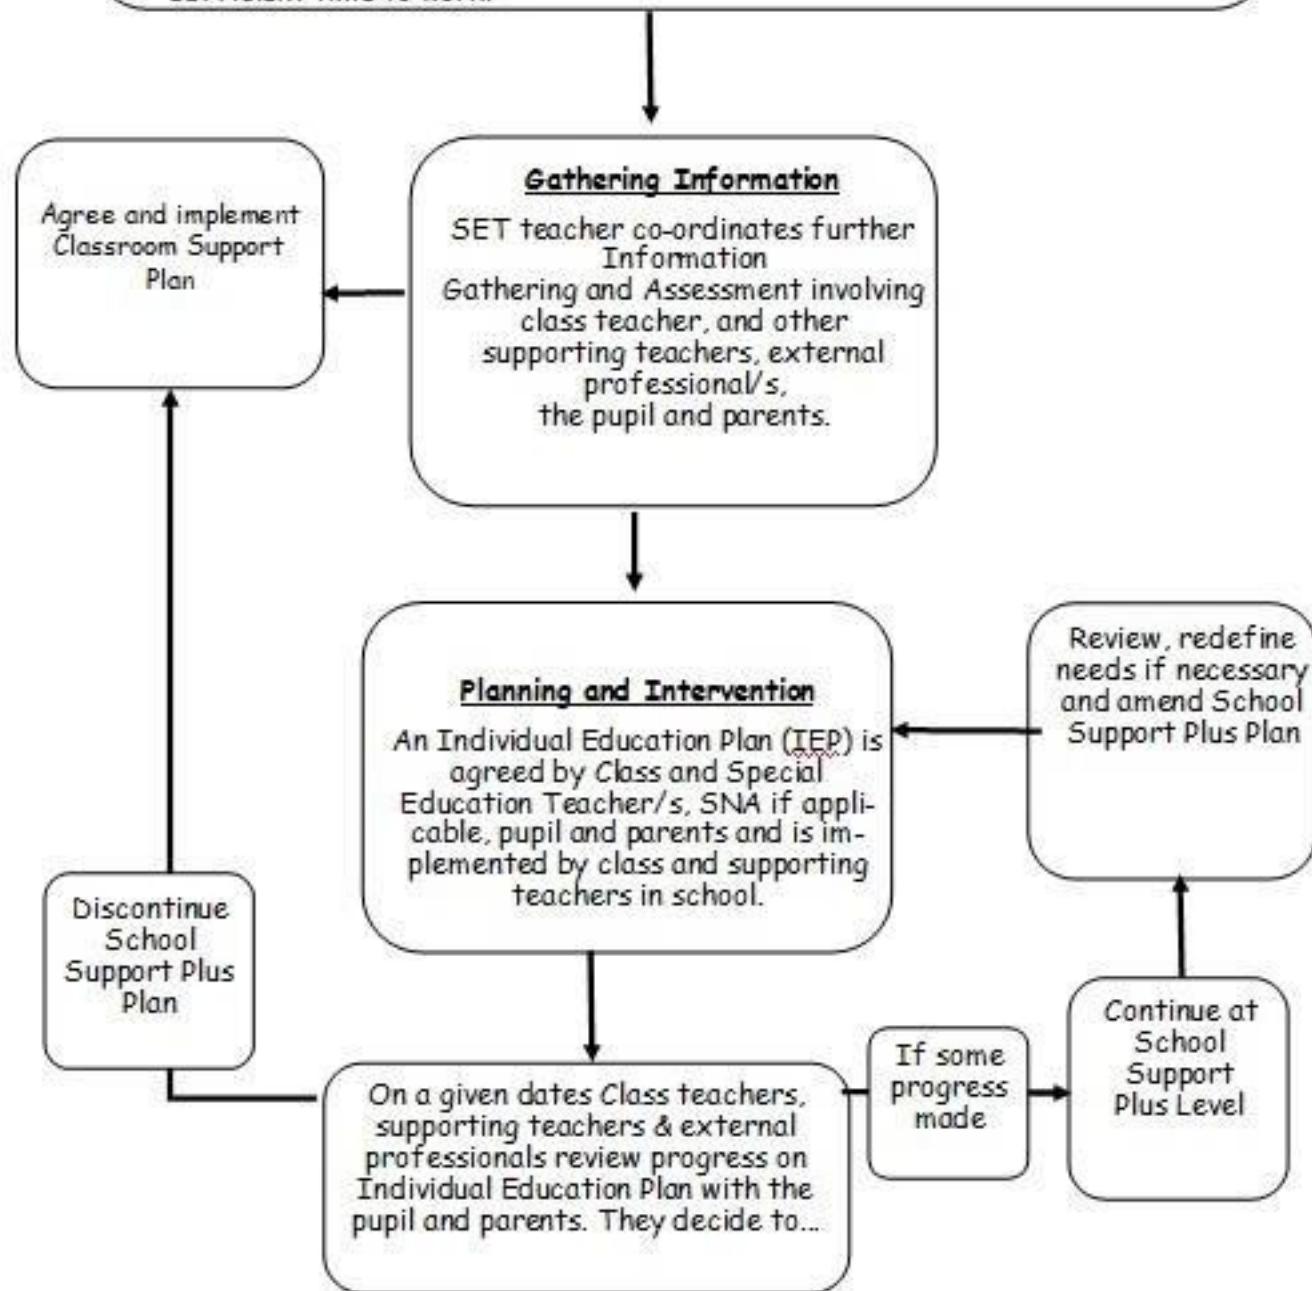 Gathering Information
SET teacher co-ordinates further
Information
Gathering and Assessment involving
class teacher, and other
supporting teachers, external
professional/s,
the pupil and parents.
Agree and implement
Classroom Support
Plan
Planning and Intervention
An Individual Education Plan (IEP) is
agreed by Class and Special
Education Teacher/s, SNA if appli-
cable, pupil and parents and is im-
plemented by class and supporting
teachers in school.
Review, redefine
needs if necessary
and amend School
Support Plus Plan
Discontinue
School
Support Plus
Plan
On a given dates Class teachers,
supporting teachers & external
professionals review progress on
Individual Education Plan with the
pupil and parents. They decide to...
If some
progress
made
Continue at
School
Support
Plus Level